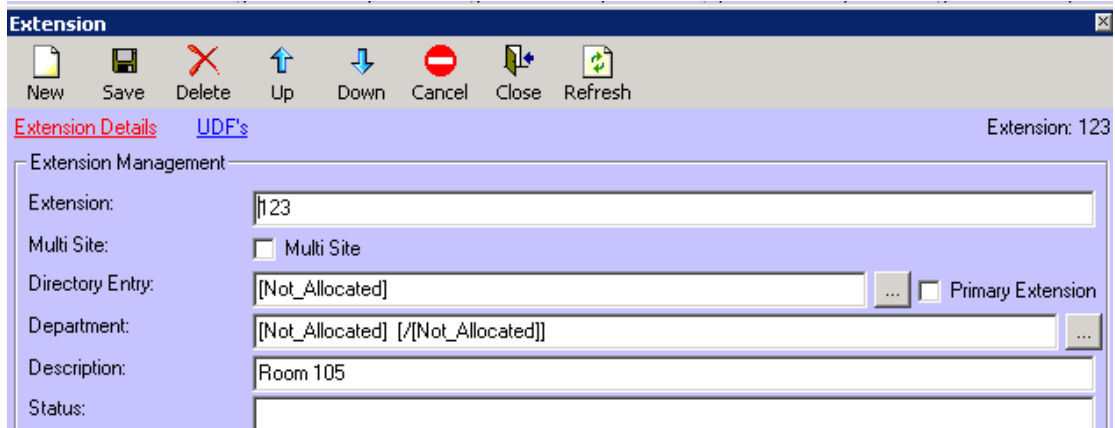 Extension
New Save Delete Up Down Cancel Close Refresh
Extension Details UDF's Extension: 123
Extension Management
Extension: 123
Multi Site: Multi Site
Directory Entry: [Not_Allocated] ... Primary Extension
Department: [Not_Allocated] [/[Not_Allocated]] ...
Description: Room 105
Status: